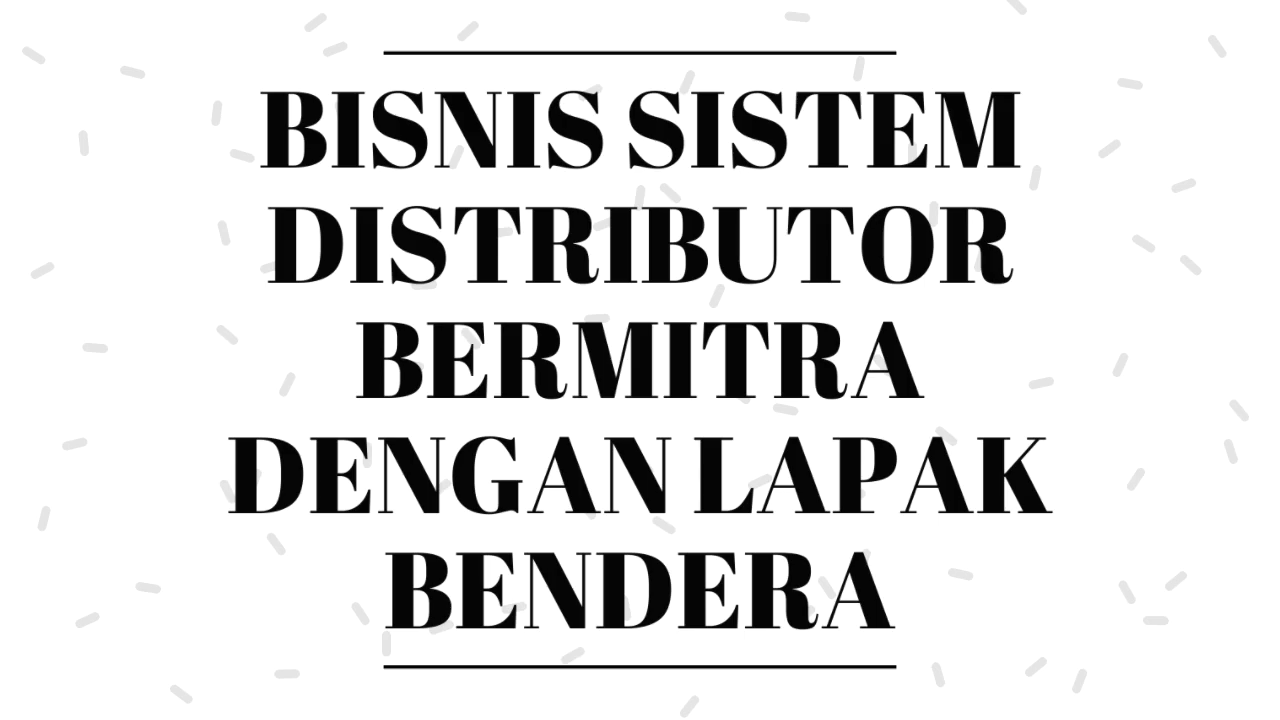 BISNIS SISTEM
DISTRIBUTOR
BERMITRA
DENGAN LAPAK
BENDERA